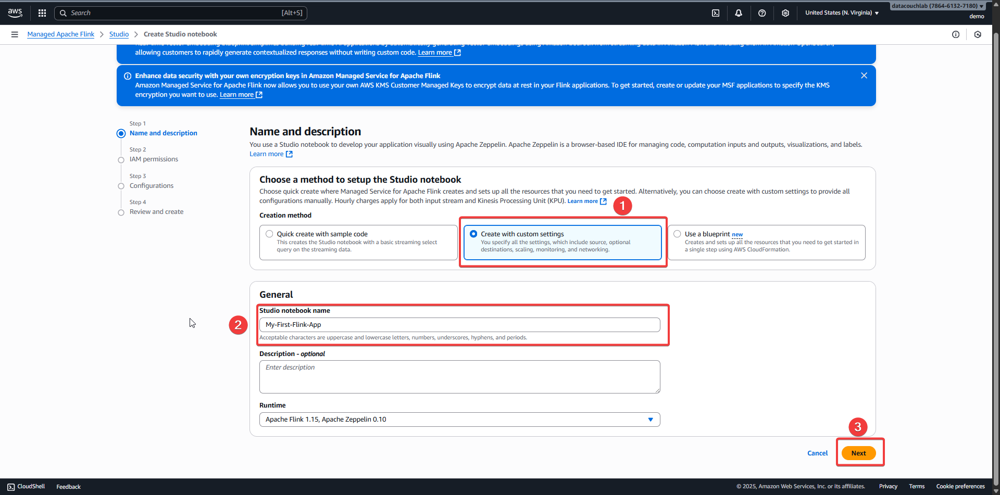 aws
Search
[Alt+S]
United States (N. Virginia)
datacouchlab (7864-6132-7180)
demo
Managed Apache Flink
Studio
Create Studio notebook
allowing customers to rapidly generate contextualized responses without writing custom code. Learn more
Enhance data security with your own encryption keys in Amazon Managed Service for Apache Flink
Amazon Managed Service for Apache Flink now allows you to use your own AWS KMS Customer Managed Keys to encrypt data at rest in your Flink applications. To get started, create or update your MSF applications to specify the KMS
encryption you want to use. Learn more
Step 1
Name and description
Step 2
IAM permissions
Step 3
Configurations
Step 4
Review and create
Name and description
You use a Studio notebook to develop your application visually using Apache Zeppelin. Apache Zeppelin is a browser-based IDE for managing code, computation inputs and outputs, visualizations, and labels.
Learn more
Choose a method to setup the Studio notebook
Choose quick create where Managed Service for Apache Flink creates and sets up all the resources that you need to get started. Alternatively, you can choose create with custom settings to provide all
configurations manually. Hourly charges apply for both input stream and Kinesis Processing Unit (KPU). Learn more
1
Creation method
Quick create with sample code
This creates the Studio notebook with a basic streaming select
query on the streaming data.
Create with custom settings
You specify all the settings, which include source, optional
destinations, scaling, monitoring, and networking.
Use a blueprint new
Creates and sets up all the resources that you need to get started in
a single step using AWS CloudFormation.
General
Studio notebook name
2
My-First-Flink-App
Acceptable characters are uppercase and lowercase letters, numbers, underscores, hyphens, and periods.
Description - optional
Enter description
Runtime
Apache Flink 1.15, Apache Zeppelin 0.10
3
Cancel
Next
CloudShell
Feedback
© 2025, Amazon Web Services, Inc. or its affiliates.
Privacy
Terms
Cookie preferences